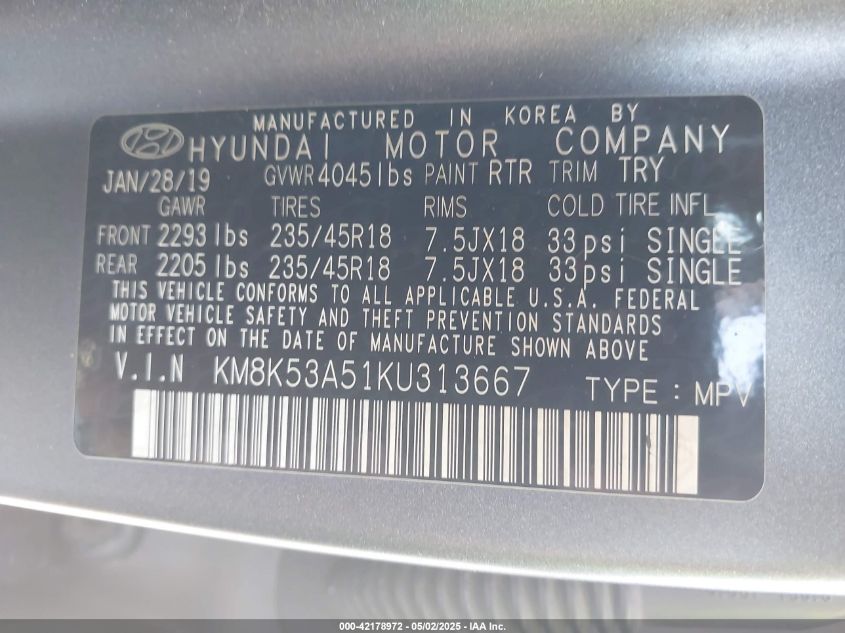 MANUFACTURED IN KOREA BY
HYUNDAI MOTOR COMPANY
JAN/28/19 GVWR 4045lbs PAINT RTR TRIM TRY
GAWR TIRES RIMS COLD TIRE INFL
FRONT 2293 lbs 235/45R18 7.5JX18 33psi SINGLE
REAR 2205 lbs 235/45R18 7.5JX18 33psi SINGLE
THIS VEHICLE CONFORMS TO ALL APPLICABLE U.S.A. FEDERAL
MOTOR VEHICLE SAFETY AND THEFT PREVENTION STANDARDS
IN EFFECT ON THE DATE OF MANUFACTURE SHOWN ABOVE
V.I.N KM8K53A51KU313667 TYPE : MPV
000-42178972 - 05/02/2025 - IAA Inc.